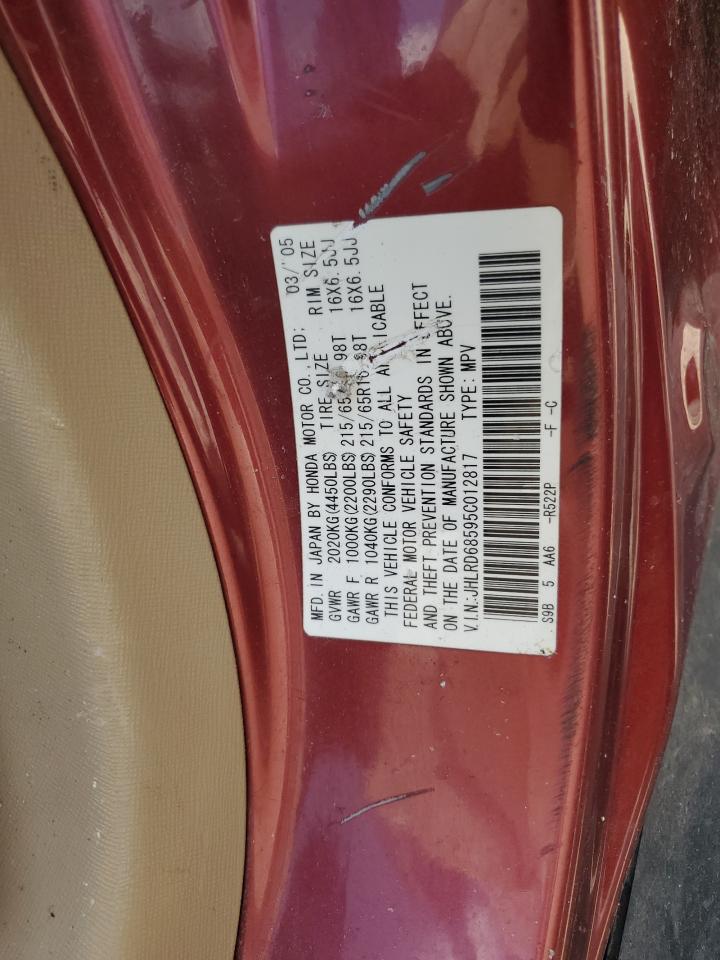 MFD. IN JAPAN BY HONDA MOTOR CO., LTD: 03/'05
GVWR 2020KG(4450LBS) TIRE SIZE RIM SIZE
GAWR F 1000KG(2200LBS) 215/65 98T 16X6.5JJ
GAWR R 1040KG(2290LBS) 215/65R16 98T 16X6.5JJ
THIS VEHICLE CONFORMS TO ALL APPLICABLE
FEDERAL MOTOR VEHICLE SAFETY
AND THEFT PREVENTION STANDARDS IN EFFECT
ON THE DATE OF MANUFACTURE SHOWN ABOVE.
V.I.N.:JHLRD68595C012817 TYPE: MPV
S9B 5 AA6 -R522P -F -C